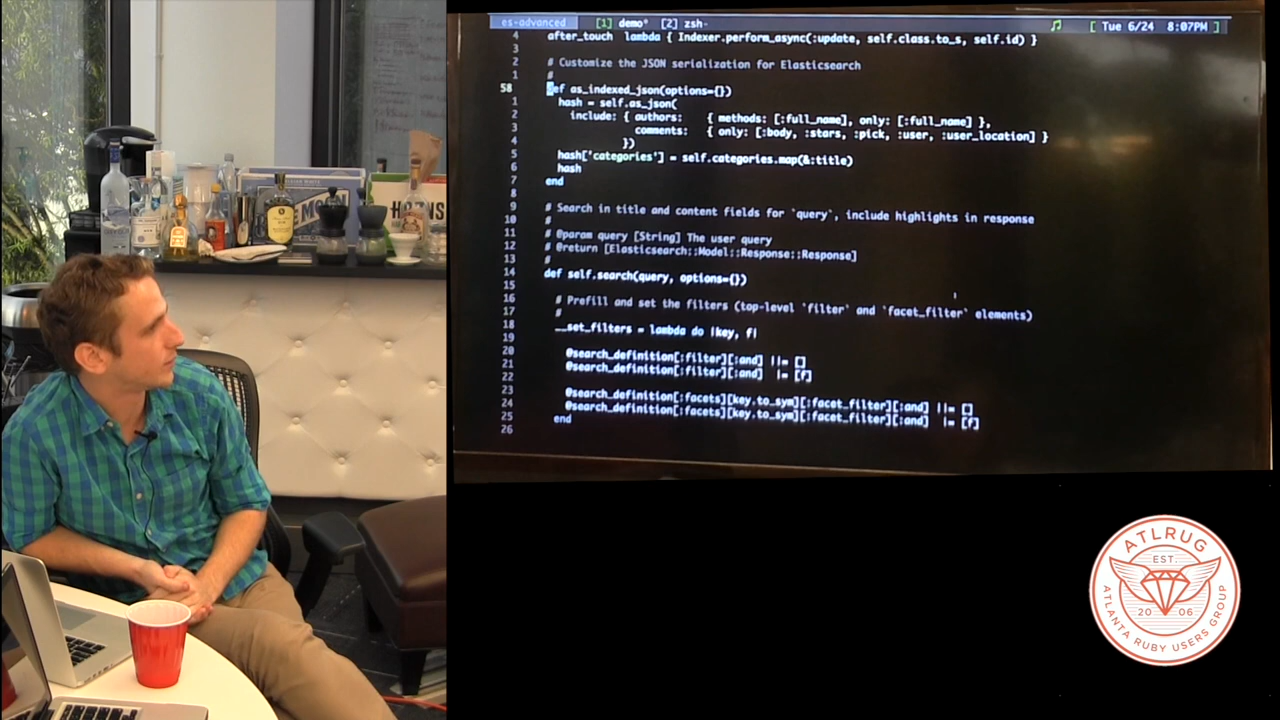 es-advanced [1] demo* [2] zsh- [ Tue 6/24 8:07PM ]
4 after_touch lambda { Indexer.perform_async(:update, self.class.to_s, self.id) }
3
2 # Customize the JSON serialization for Elasticsearch
1 #
58 def as_indexed_json(options={})
1 hash = self.as_json(
2 include: { authors: { methods: [:full_name], only: [:full_name] },
3 comments: { only: [:body, :stars, :pick, :user, :user_location] }
4 })
5 hash['categories'] = self.categories.map(&:title)
6 hash
7 end
8
9 # Search in title and content fields for `query`, include highlights in response
10 #
11 # @param query [String] The user query
12 # @return [Elasticsearch::Model::Response::Response]
13 #
14 def self.search(query, options={})
15
16 # Prefill and set the filters (top-level `filter` and `facet_filter` elements)
17 #
18 __set_filters = lambda do |key, f|
19
20 @search_definition[:filter][:and] ||= []
21 @search_definition[:filter][:and] |= [f]
22
23 @search_definition[:facets][key.to_sym][:facet_filter][:and] ||= []
24 @search_definition[:facets][key.to_sym][:facet_filter][:and] |= [f]
25 end
26
ATLRUG
EST.
20 06
ATLANTA RUBY USERS GROUP